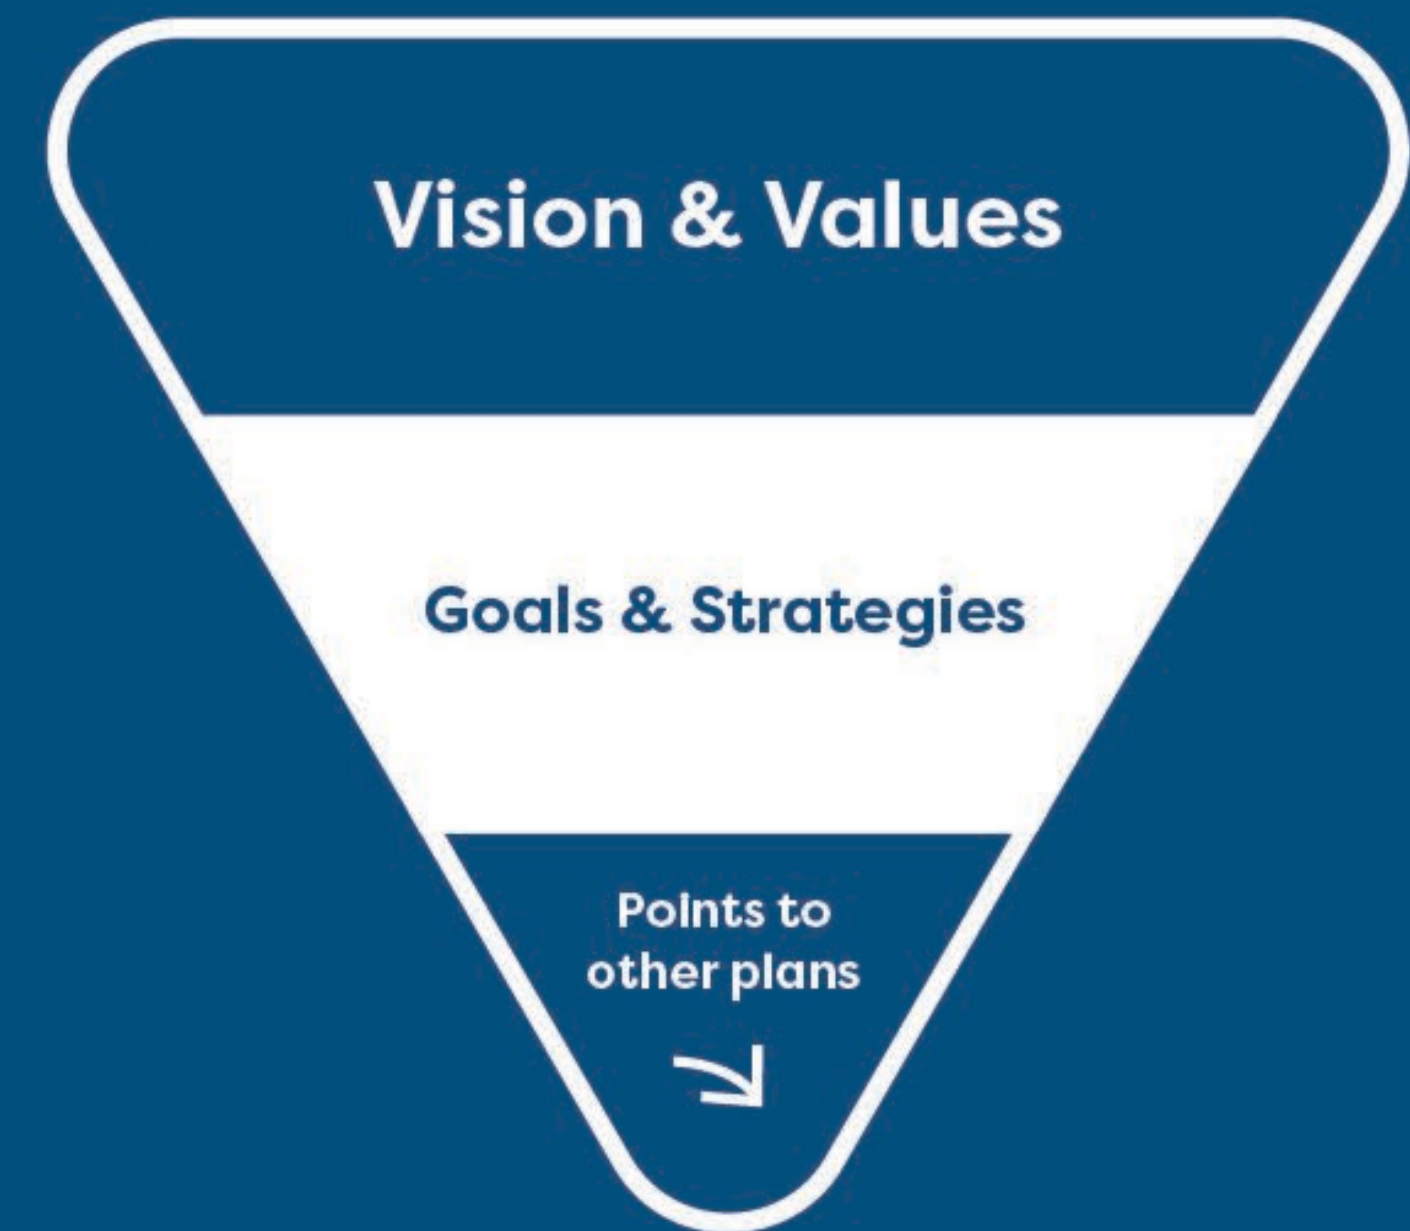 Vision & Values
Goals & Strategies
Points to
other plans